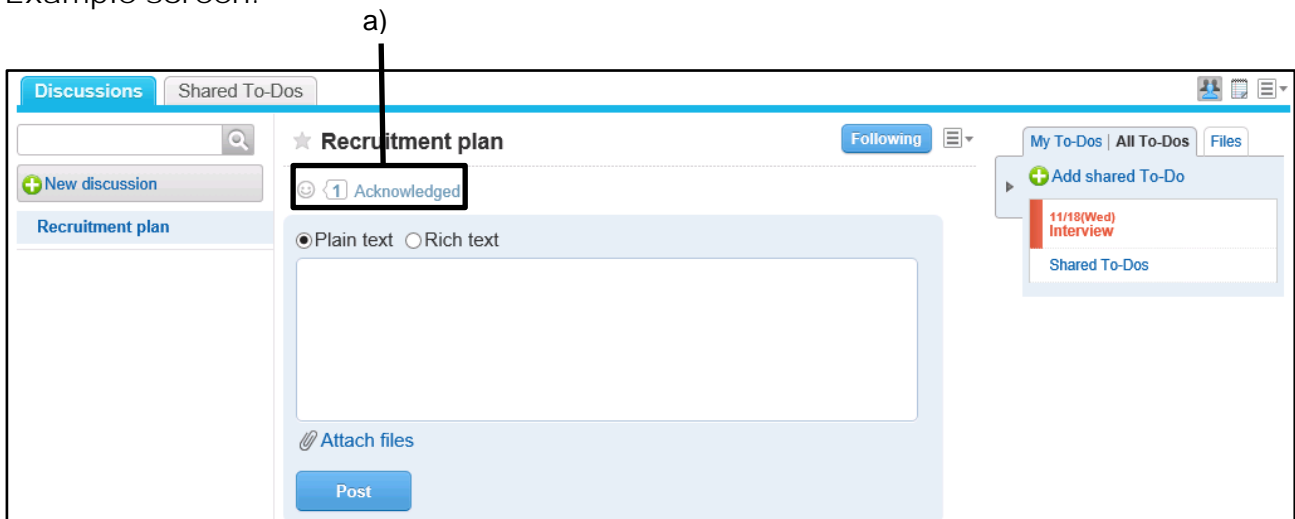 Example screen:
a)
Discussions Shared To-Dos
Recruitment plan Following
My To-Dos | All To-Dos Files
New discussion
1 Acknowledged
Add shared To-Do
Recruitment plan
11/18(Wed)
Interview
Plain text Rich text
Shared To-Dos
Attach files
Post